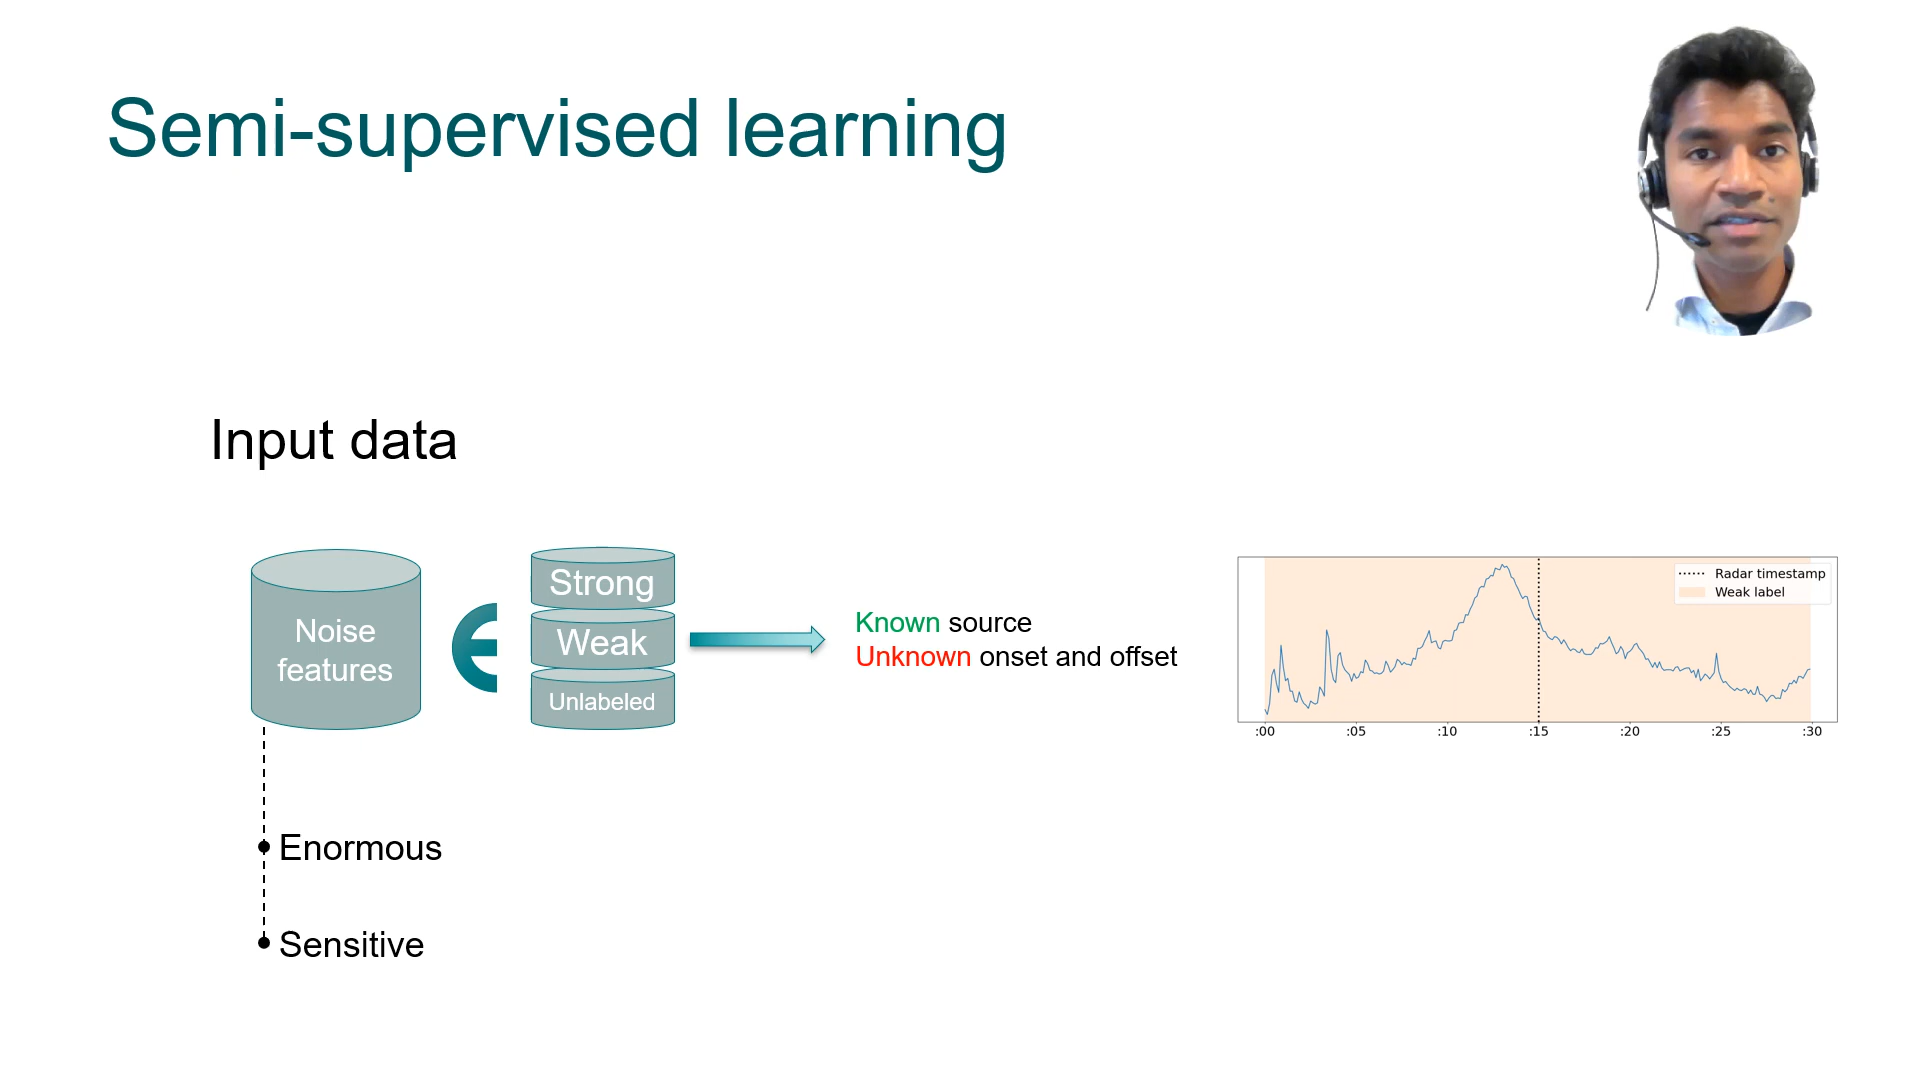 Semi-supervised learning
Input data
Noise
features
∈
Strong
Weak
Unlabeled
Known source
Unknown onset and offset
Radar timestamp
Weak label
:00 :05 :10 :15 :20 :25 :30
• Enormous
• Sensitive